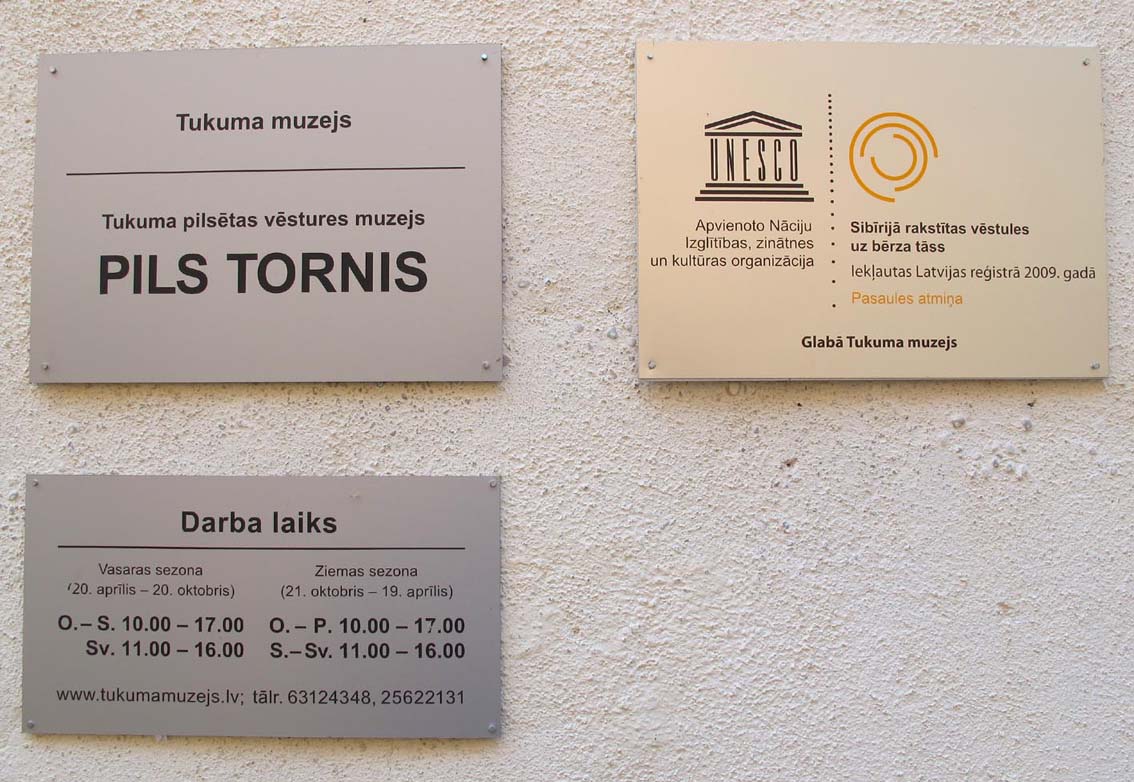 Tukuma muzejs
Tukuma pilsētas vēstures muzejs
PILS TORNIS
UNESCO
Apvienoto Nāciju
Izglītības, zinātnes
un kultūras organizācija
Sibīrijā rakstītas vēstules
uz bērza tāss
Iekļautas Latvijas reģistrā 2009. gadā
Pasaules atmiņa
Glabā Tukuma muzejs
Darba laiks
Vasaras sezona
(20. aprīlis – 20. oktobris)
O.– S. 10.00 – 17.00
Sv. 11.00 – 16.00
Ziemas sezona
(21. oktobris – 19. aprīlis)
O.– P. 10.00 – 17.00
S.– Sv. 11.00 – 16.00
www.tukumamuzejs.lv; tālr. 63124348, 25622131